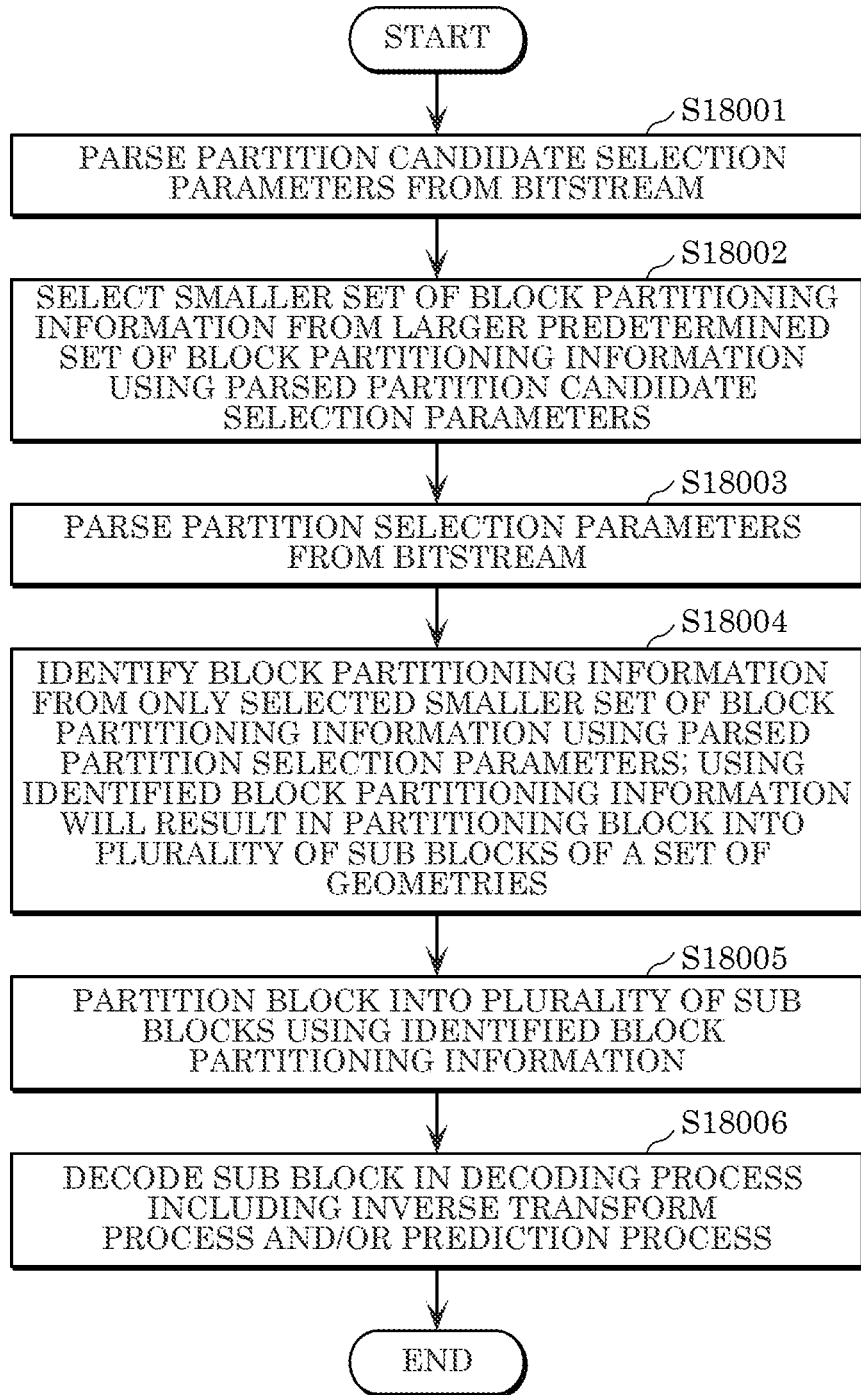 START
S18001
PARSE PARTITION CANDIDATE SELECTION
PARAMETERS FROM BITSTREAM
S18002
SELECT SMALLER SET OF BLOCK PARTITIONING
INFORMATION FROM LARGER PREDETERMINED
SET OF BLOCK PARTITIONING INFORMATION
USING PARSED PARTITION CANDIDATE
SELECTION PARAMETERS
S18003
PARSE PARTITION SELECTION PARAMETERS
FROM BITSTREAM
S18004
IDENTIFY BLOCK PARTITIONING INFORMATION
FROM ONLY SELECTED SMALLER SET OF BLOCK
PARTITIONING INFORMATION USING PARSED
PARTITION SELECTION PARAMETERS; USING
IDENTIFIED BLOCK PARTITIONING INFORMATION
WILL RESULT IN PARTITIONING BLOCK INTO
PLURALITY OF SUB BLOCKS OF A SET OF
GEOMETRIES
S18005
PARTITION BLOCK INTO PLURALITY OF SUB
BLOCKS USING IDENTIFIED BLOCK
PARTITIONING INFORMATION
S18006
DECODE SUB BLOCK IN DECODING PROCESS
INCLUDING INVERSE TRANSFORM
PROCESS AND/OR PREDICTION PROCESS
END